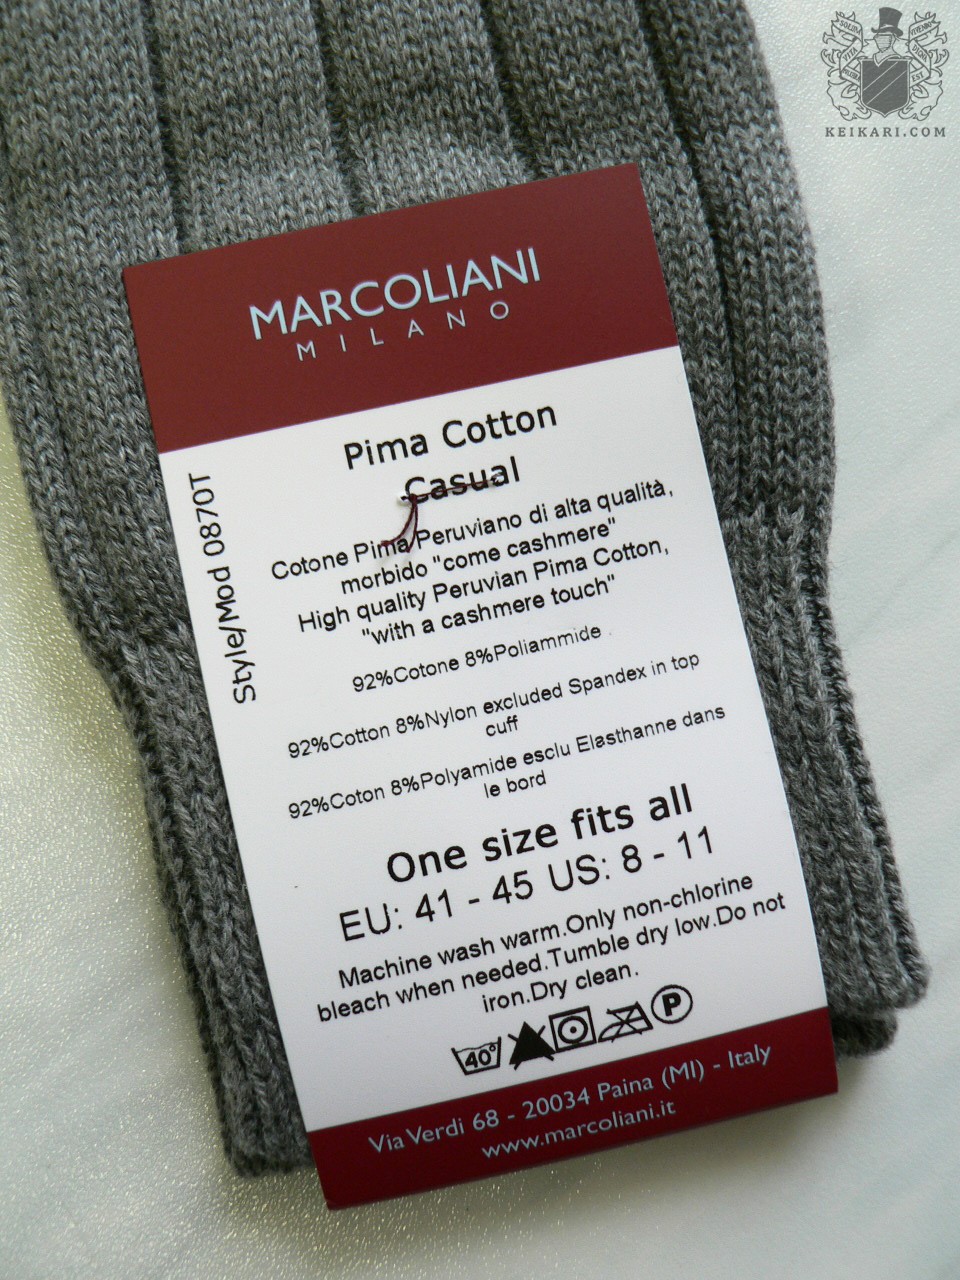 KEIKARI.COM
MARCOLIANI
MILANO
Pima Cotton
Casual
Style/Mod 0870T
Cotone Pima Peruviano di alta qualità,
morbido "come cashmere"
High quality Peruvian Pima Cotton,
"with a cashmere touch"
92%Cotone 8%Poliammide
92%Cotton 8%Nylon excluded Spandex in top
cuff
92%Coton 8%Polyamide esclu Elasthanne dans
le bord
One size fits all
EU: 41 - 45 US: 8 - 11
Machine wash warm.Only non-chlorine
bleach when needed.Tumble dry low.Do not
iron.Dry clean.
40° P
Via Verdi 68 - 20034 Paina (MI) - Italy
www.marcoliani.it